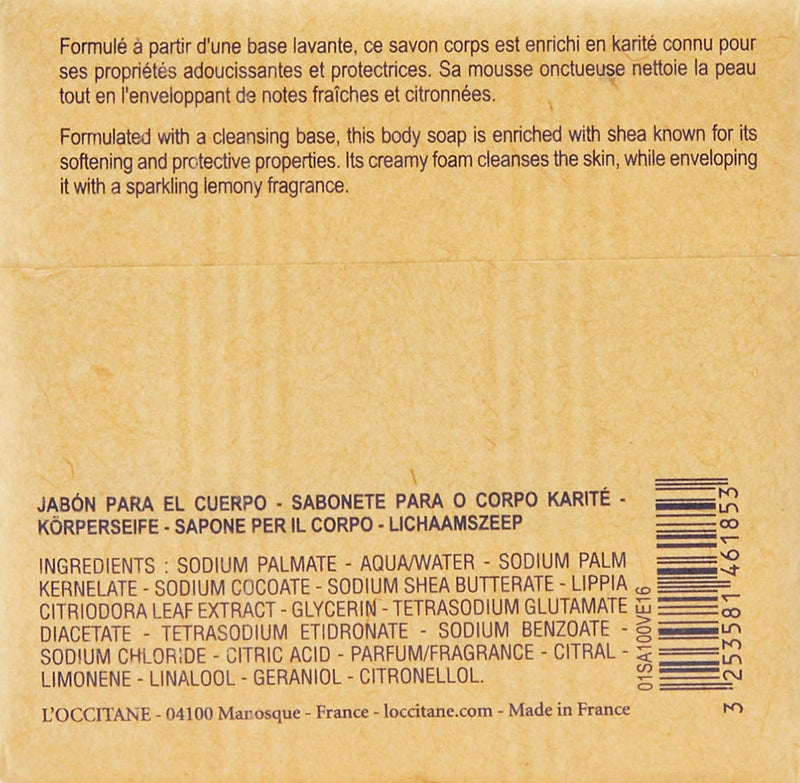 Formulé à partir d'une base lavante, ce savon corps est enrichi en karité connu pour
ses propriétés adoucissantes et protectrices. Sa mousse onctueuse nettoie la peau
tout en l'enveloppant de notes fraîches et citronnées.
Formulated with a cleansing base, this body soap is enriched with shea known for its
softening and protective properties. Its creamy foam cleanses the skin, while enveloping
it with a sparkling lemony fragrance.
JABÓN PARA EL CUERPO - SABONETE PARA O CORPO KARITÉ -
KÖRPERSEIFE - SAPONE PER IL CORPO - LICHAAMSZEEP
INGREDIENTS : SODIUM PALMATE - AQUA/WATER - SODIUM PALM
KERNELATE - SODIUM COCOATE - SODIUM SHEA BUTTERATE - LIPPIA
CITRIODORA LEAF EXTRACT - GLYCERIN - TETRASODIUM GLUTAMATE
DIACETATE - TETRASODIUM ETIDRONATE - SODIUM BENZOATE -
SODIUM CHLORIDE - CITRIC ACID - PARFUM/FRAGRANCE - CITRAL -
LIMONENE - LINALOOL - GERANIOL - CITRONELLOL.
L'OCCITANE - 04100 Manosque - France - loccitane.com - Made in France
01SA100VE16
3 253581 461853